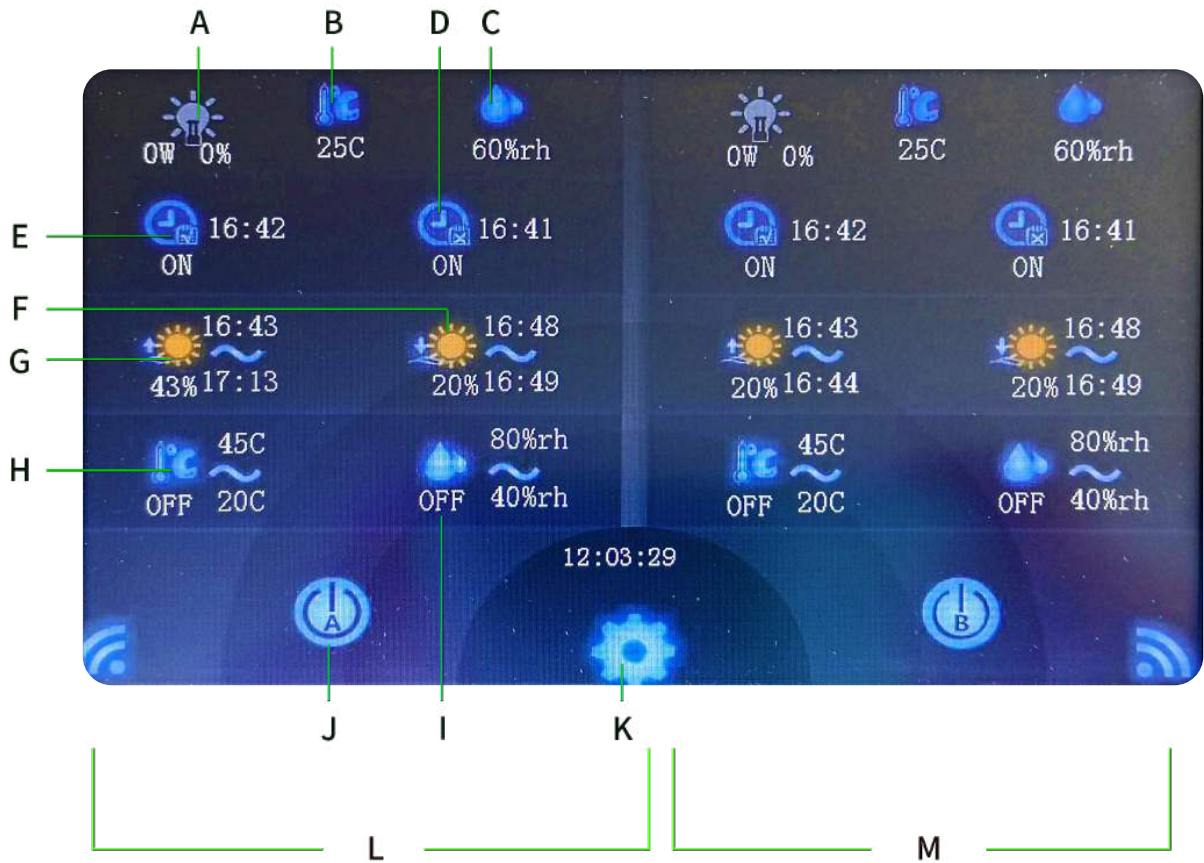 A B D C
0W 0% 25C 60%rh 0W 0% 25C 60%rh
E 16:42 16:41 16:42 16:41
ON ON ON ON
F 16:43 16:48 16:43 16:48
G 43% 17:13 20% 16:49 20% 16:44 20% 16:49
H 45C 80%rh 45C 80%rh
OFF 20C OFF 40%rh OFF 20C OFF 40%rh
12:03:29
A B
J I K
L M